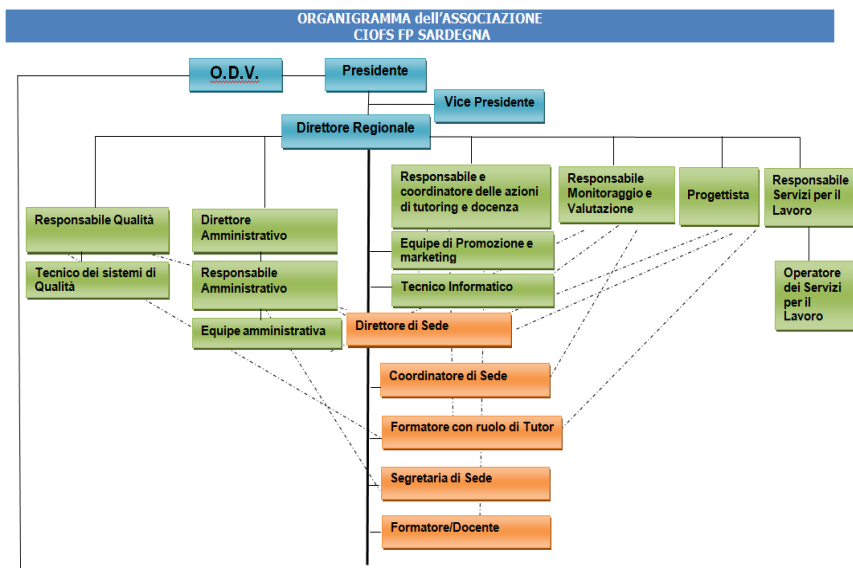 ORGANIGRAMMA dell'ASSOCIAZIONE
CIOFS FP SARDEGNA
O.D.V.
Presidente
Vice Presidente
Direttore Regionale
Responsabile Qualità
Direttore
Amministrativo
Responsabile e
coordinatore delle azioni
di tutoring e docenza
Responsabile
Monitoraggio e
Valutazione
Progettista
Responsabile
Servizi per il
Lavoro
Equipe di Promozione e
marketing
Tecnico dei sistemi di
Qualità
Responsabile
Amministrativo
Tecnico Informatico
Operatore
dei Servizi
per il
Lavoro
Equipe amministrativa
Direttore di Sede
Coordinatore di Sede
Formatore con ruolo di Tutor
Segretaria di Sede
Formatore/Docente